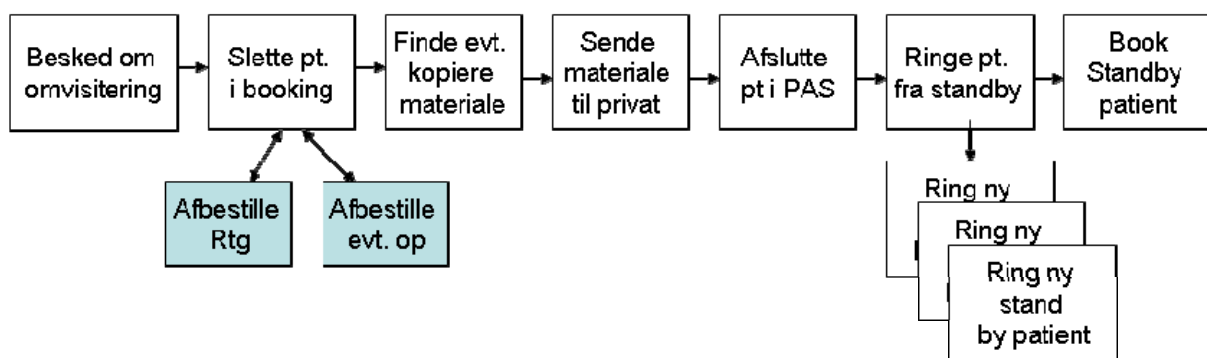 Besked om
omvisitering
Slette pt.
i booking
Finde evt.
kopiere
materiale
Sende
materiale
til privat
Afslutte
pt i PAS
Ringe pt.
fra standby
Book
Standby
patient
Afbestille
Rtg
Afbestille
evt. op
Ring ny
Ring ny
Ring ny
stand
by patient